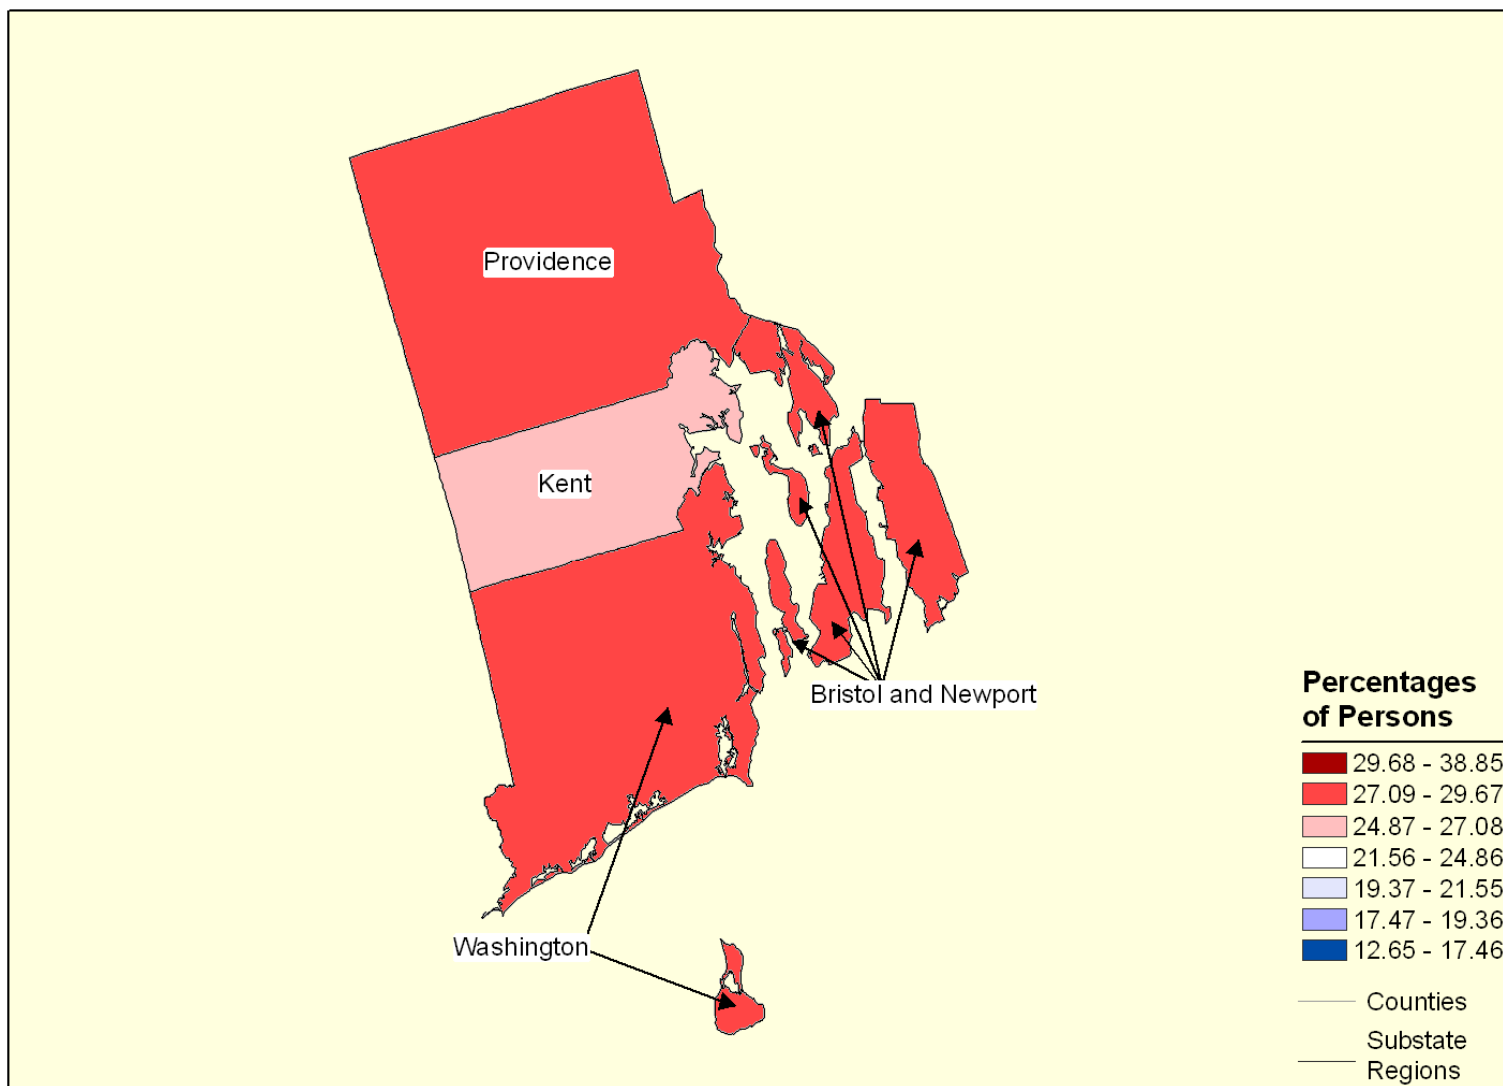 Providence
Kent
Bristol and Newport
Washington
Percentages
of Persons
29.68 - 38.85
27.09 - 29.67
24.87 - 27.08
21.56 - 24.86
19.37 - 21.55
17.47 - 19.36
12.65 - 17.46
Counties
Substate
Regions